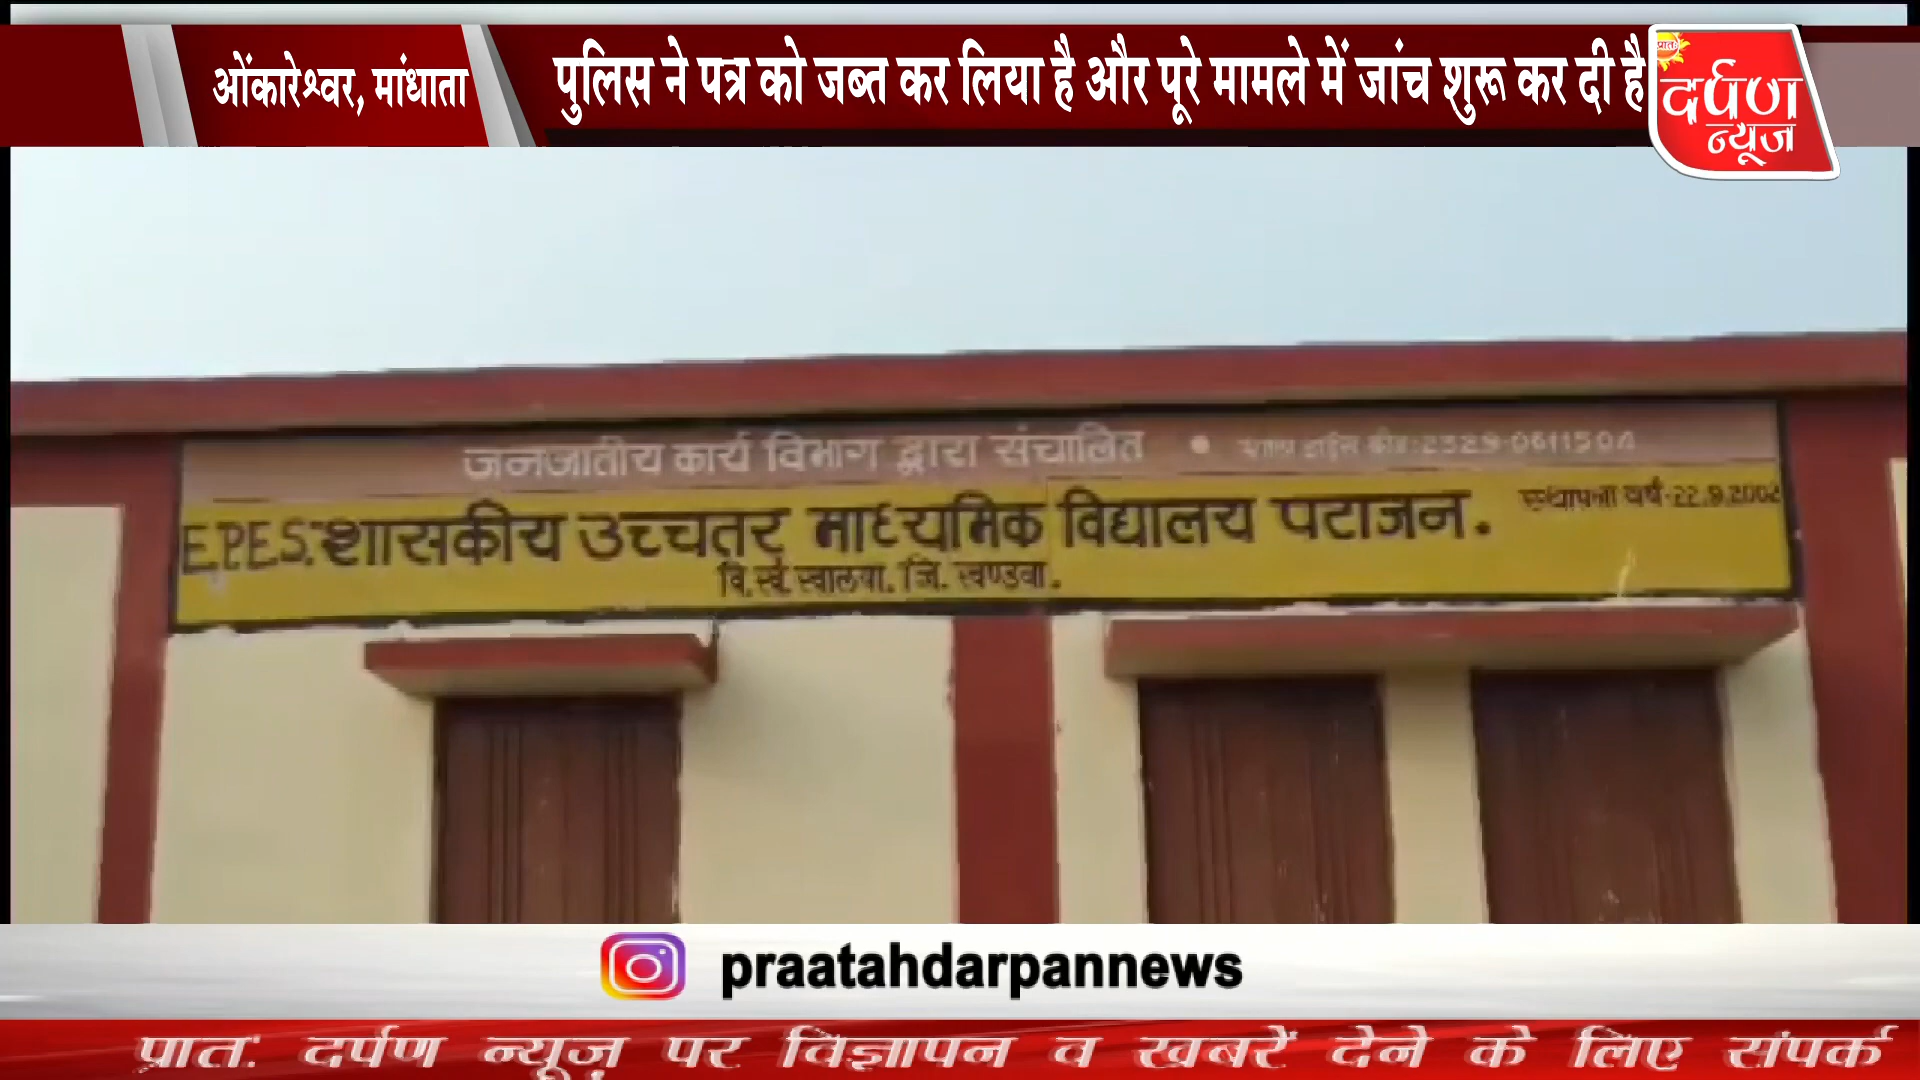 ओंकारेश्वर, मांधाता
पुलिस ने पत्र को जब्त कर लिया है और पूरे मामले में जांच शुरू कर दी है
प्रातः
दर्पण
न्यूज
जनजातीय कार्य विभाग द्वारा संचालित
E.P.E.S. शासकीय उच्चतर माध्यमिक विद्यालय पटाजन.
स्थापना वर्ष-22.9.2002
वि.खं. खालवा. जि. खण्डवा.
praatahdarpannews
प्रातः दर्पण न्यूज़ पर विज्ञापन व खबरें देने के लिए संपर्क